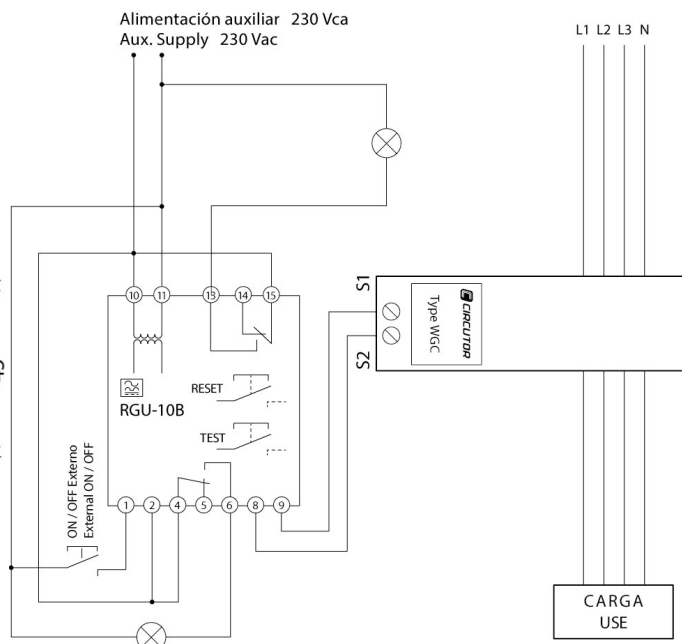 Alimentación auxiliar 230 Vca
Aux. Supply 230 Vac
L1 L2 L3 N
10 11 13 14 15
S1
S2
CIRCUTOR
Type WGC
RGU-10B
RESET
TEST
ON / OFF Externo
External ON / OFF
1 2 4 5 6 8 9
CARGA
USE